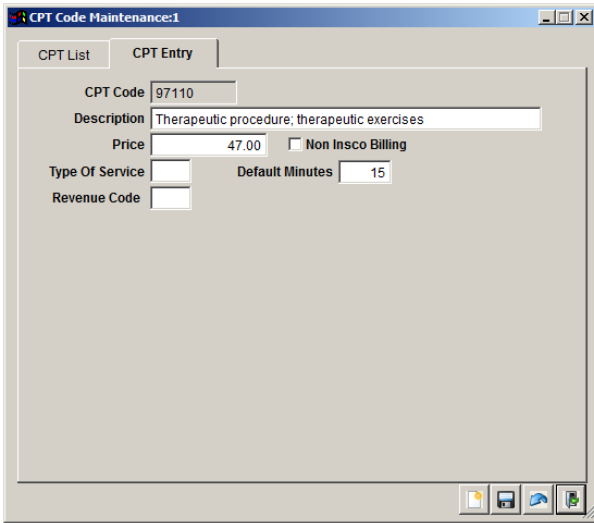 CPT Code Maintenance:1
CPT List CPT Entry
CPT Code 97110
Description Therapeutic procedure; therapeutic exercises
Price 47.00 Non Insco Billing
Type Of Service Default Minutes 15
Revenue Code